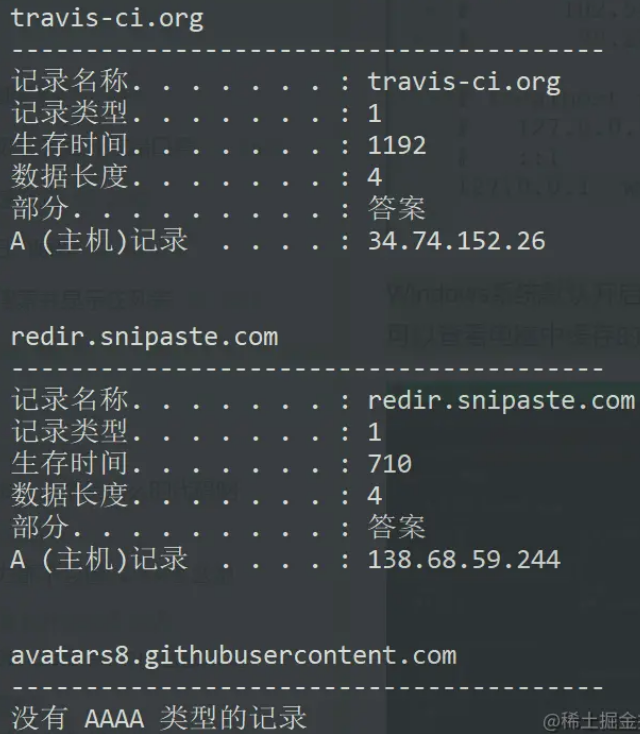 travis-ci.org
----------------------------------------
记录名称. . . . . . . : travis-ci.org
记录类型. . . . . . . : 1
生存时间. . . . . . . : 1192
数据长度. . . . . . . : 4
部分. . . . . . . . . : 答案
A (主机)记录 . . . . : 34.74.152.26
redir.snipaste.com
----------------------------------------
记录名称. . . . . . . : redir.snipaste.com
记录类型. . . . . . . : 1
生存时间. . . . . . . : 710
数据长度. . . . . . . : 4
部分. . . . . . . . . : 答案
A (主机)记录 . . . . : 138.68.59.244
avatars8.githubusercontent.com
----------------------------------------
没有 AAAA 类型的记录
@稀土掘金